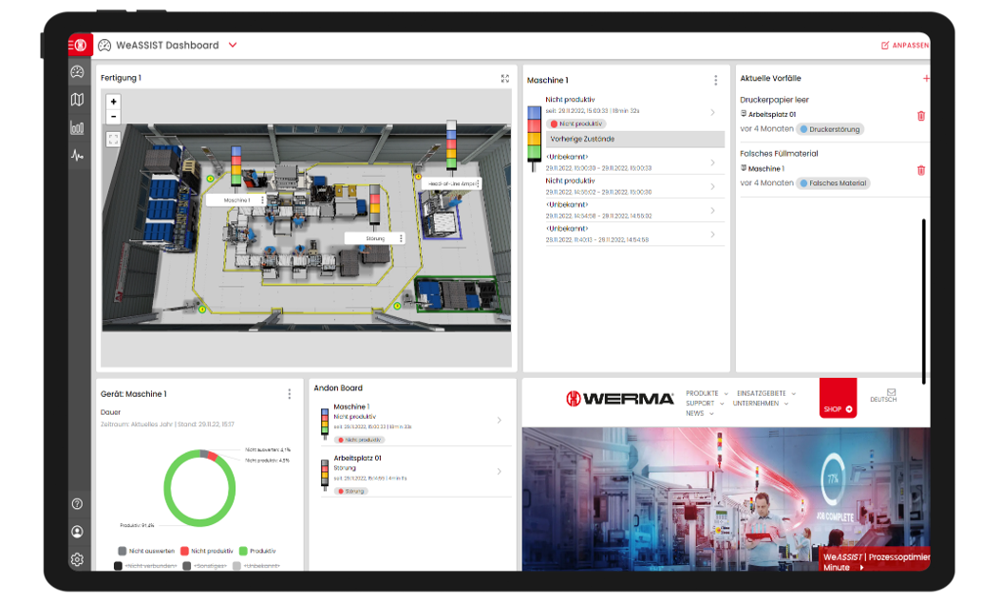 WeASSIST Dashboard
ANPASSEN
Fertigung 1
+
-
Maschine 1
Head-of-Line
Störung
Maschine 1
Nicht produktiv
seit: 29.11.2022, 15:00:33 | 18min 32s
Nicht produktiv
Vorherige Zustände
<Unbekannt>
29.11.2022, 15:00:30 - 29.11.2022, 15:00:33
Nicht produktiv
29.11.2022, 14:55:02 - 29.11.2022, 15:00:30
<Unbekannt>
29.11.2022, 14:54:58 - 29.11.2022, 14:55:02
<Unbekannt>
29.11.2022, 11:40:13 - 29.11.2022, 14:54:58
Aktuelle Vorfälle
+
Druckerpapier leer
Arbeitsplatz 01
vor 4 Monaten Druckerstörung
Falsches Füllmaterial
Maschine 1
vor 4 Monaten Falsches Material
Gerät: Maschine 1
Dauer
Zeitraum: Aktuelles Jahr | Stand: 29.11.22, 15:17
Nicht auswerten: 4,1%
Nicht produktiv: 4,5%
Produktiv: 91,4%
Nicht auswerten Nicht produktiv Produktiv
<Nicht verbunden> <Sonstiges> <Unbekannt>
Andon Board
Maschine 1
Nicht produktiv
seit: 29.11.2022, 15:00:33 | 18min 33s
Nicht produktiv
Arbeitsplatz 01
Störung
seit: 29.11.2022, 15:14:55 | 4min 11s
Störung
WERMA
PRODUKTE EINSATZGEBIETE
SUPPORT UNTERNEHMEN
NEWS
SHOP
DEUTSCH
77%
JOB COMPLETE
WeASSIST | Prozessoptimier
Minute